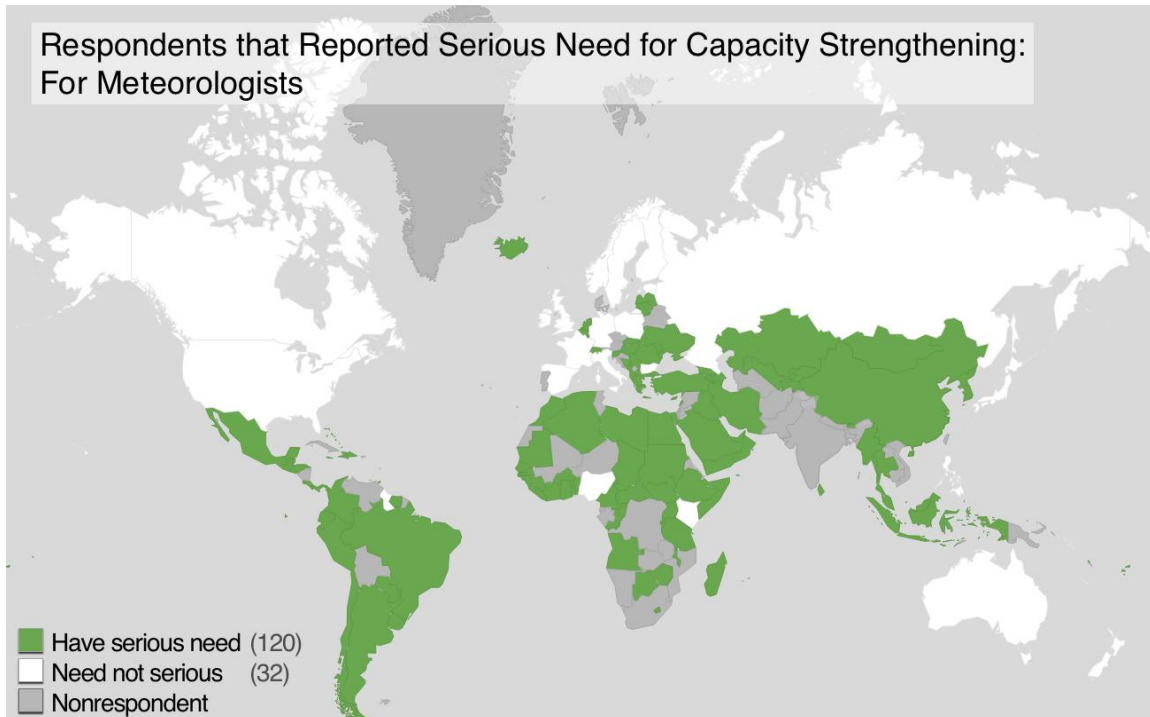 Respondents that Reported Serious Need for Capacity Strengthening:
For Meteorologists
Have serious need (120)
Need not serious (32)
Nonrespondent